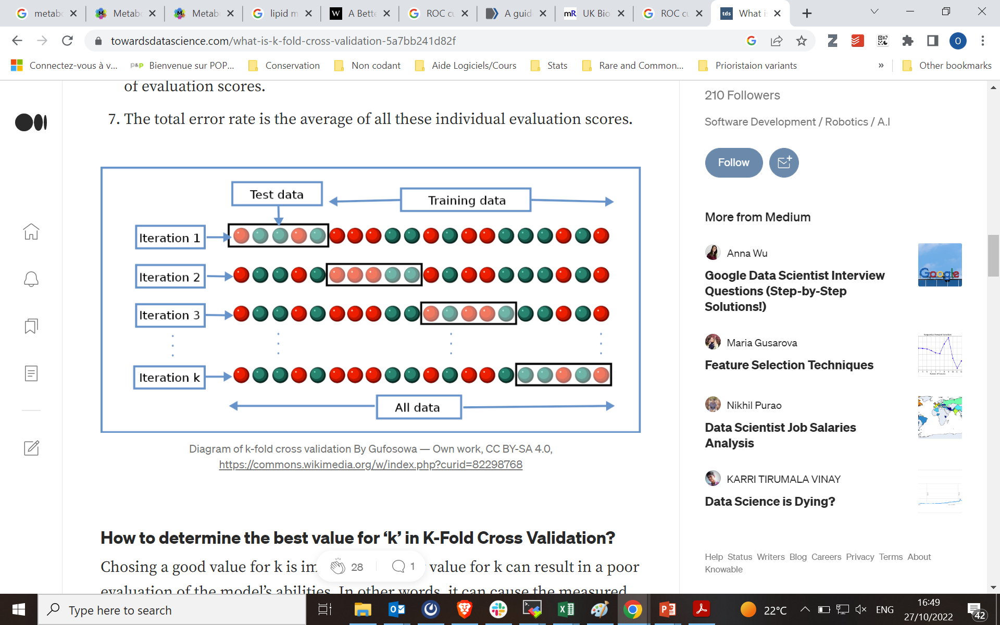 metabo
Metabo
Metabo
lipid m
W
A Bette
ROC cu
A guid
mR
UK Bio
ROC cu
tds
What is
towardsdatascience.com/what-is-k-fold-cross-validation-5a7bb241d82f
O
Connectez-vous à v...
P&P
Bienvenue sur POP...
Conservation
Non codant
Aide Logiciels/Cours
Stats
Rare and Common...
Prioristaion variants
»
Other bookmarks
of evaluation scores.
7. The total error rate is the average of all these individual evaluation scores.
Test data
Training data
Iteration 1
Iteration 2
Iteration 3
Iteration k
All data
Diagram of k-fold cross validation By Gufosowa — Own work, CC BY-SA 4.0,
https://commons.wikimedia.org/w/index.php?curid=82298768
How to determine the best value for ‘k’ in K-Fold Cross Validation?
Chosing a good value for k is im
28
1
value for k can result in a poor
evaluation of the model’s abilities. In other words, it can cause the measured
210 Followers
Software Development / Robotics / A.I
Follow
More from Medium
Anna Wu
Google Data Scientist Interview
Questions (Step-by-Step
Solutions!)
Google
Maria Gusarova
Feature Selection Techniques
Nikhil Purao
Data Scientist Job Salaries
Analysis
KARRI TIRUMALA VINAY
Data Science is Dying?
Help Status Writers Blog Careers Privacy Terms About
Knowable
Type here to search
22°C
ENG
16:49
27/10/2022
42